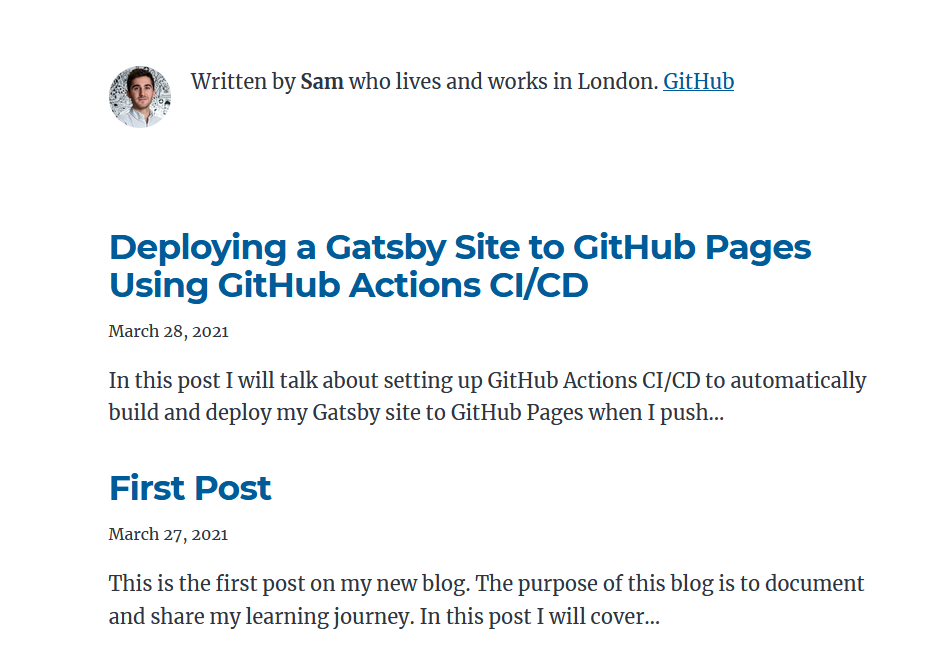 Written by Sam who lives and works in London. GitHub
Deploying a Gatsby Site to GitHub Pages
Using GitHub Actions CI/CD
March 28, 2021
In this post I will talk about setting up GitHub Actions CI/CD to automatically
build and deploy my Gatsby site to GitHub Pages when I push...
First Post
March 27, 2021
This is the first post on my new blog. The purpose of this blog is to document
and share my learning journey. In this post I will cover...